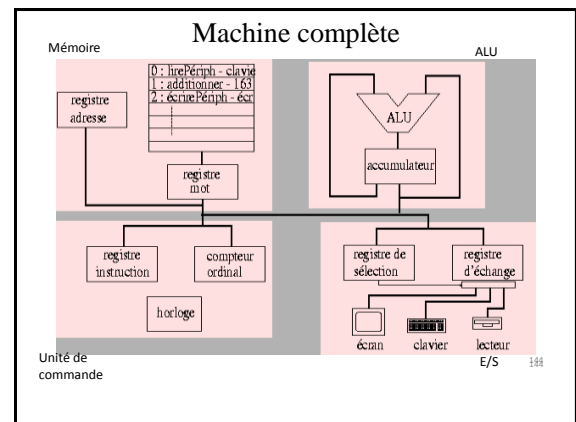 Machine complète
Mémoire
ALU
0 : lirePériph - clavie
1 : additionner - 163
2 : écrirePériph - écr
registre
adresse
registre
mot
ALU
accumulateur
registre
instruction
compteur
ordinal
horloge
registre de
sélection
registre
d'échange
écran
clavier
lecteur
Unité de
commande
E/S